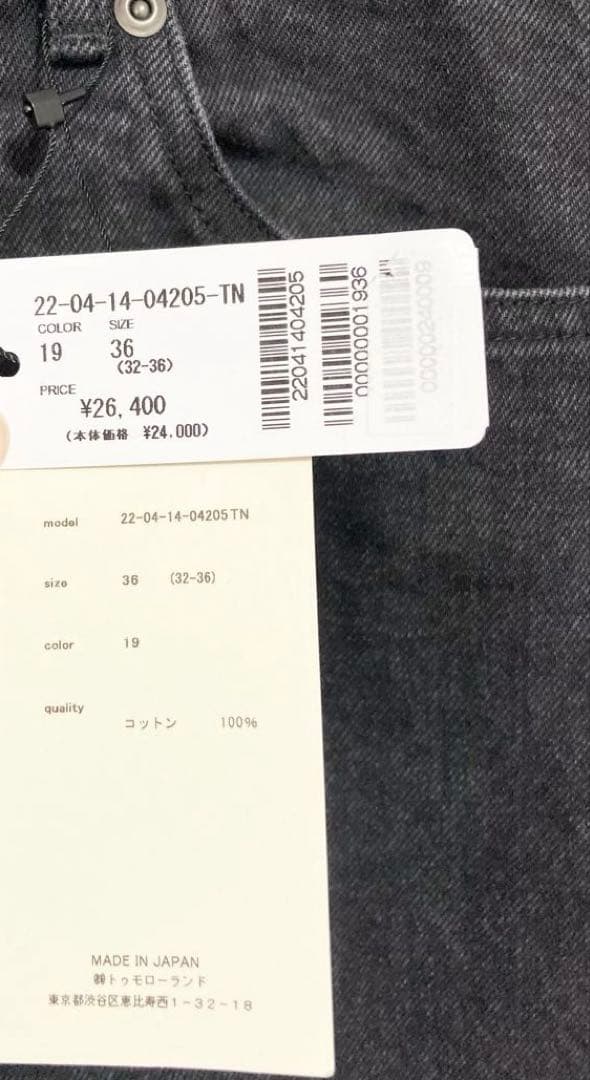 22-04-14-04205-TN
COLOR SIZE
19 36
(32-36)
PRICE
¥26,400
(本体価格 ¥24,000)
22041404205
00000001936
model 22-04-14-04205TN
size 36 (32-36)
color 19
quality
コットン 100%
MADE IN JAPAN
㈱トゥモローランド
東京都渋谷区恵比寿西1-32-18